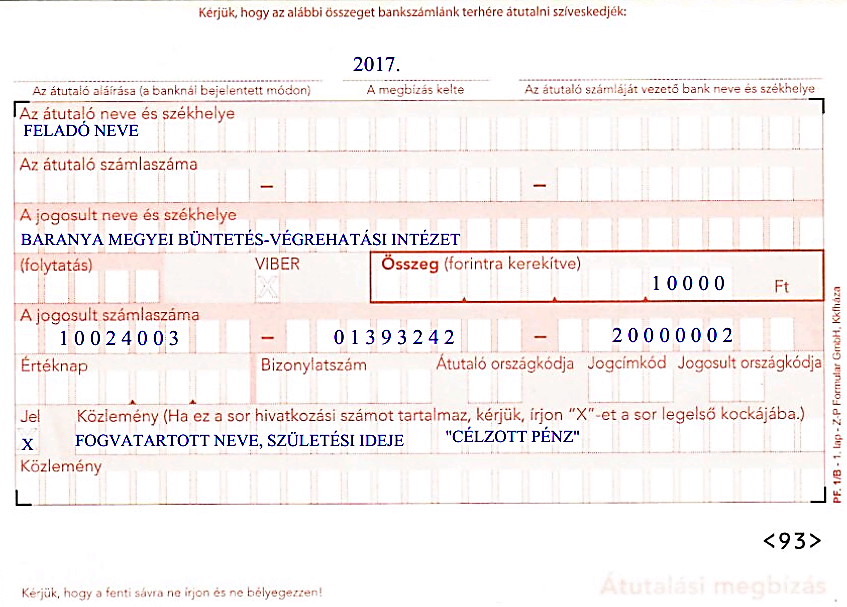 Kérjük, hogy az alábbi összeget bankszámlánk terhére átutalni szíveskedjék:
2017.
Az átutaló aláírása (a banknál bejelentett módon) A megbízás kelte Az átutaló számláját vezető bank neve és székhelye
Az átutaló neve és székhelye
FELADÓ NEVE
Az átutaló számlaszáma
– –
A jogosult neve és székhelye
BARANYA MEGYEI BÜNTETÉS-VÉGREHATÁSI INTÉZET
(folytatás) VIBER Összeg (forintra kerekítve)
X 10000 Ft
A jogosult számlaszáma
10024003 – 01393242 – 20000002
Értéknap Bizonylatszám Átutaló országkódja Jogcímkód Jogosult országkódja
Jel Közlemény (Ha ez a sor hivatkozási számot tartalmaz, kérjük, írjon "X"-et a sor legelső kockájába.)
X FOGVATARTOTT NEVE, SZÜLETÉSI IDEJE "CÉLZOTT PÉNZ"
Közlemény
PF. 1/B - 1. lap - Z-P Formular GmbH, Kklháza
<93>
Kérjük, hogy a fenti sávra ne írjon és ne bélyegezzen!
Átutalási megbízás